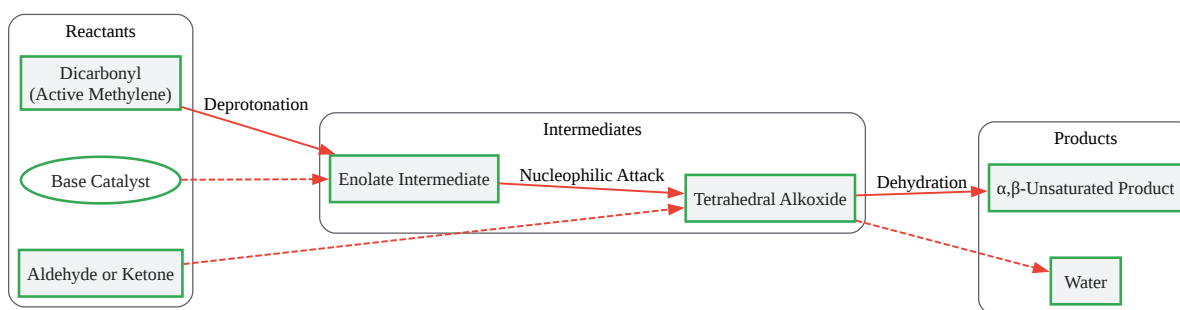 Reactants
Dicarbonyl
(Active Methylene)
Deprotonation
Base Catalyst
Aldehyde or Ketone
Intermediates
Enolate Intermediate
Nucleophilic Attack
Tetrahedral Alkoxide
Dehydration
Products
α,β-Unsaturated Product
Water